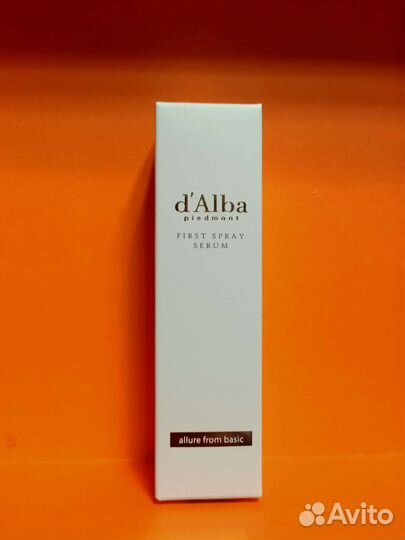 d'Alba
piedmont
FIRST SPRAY
SERUM
allure from basic
Avito